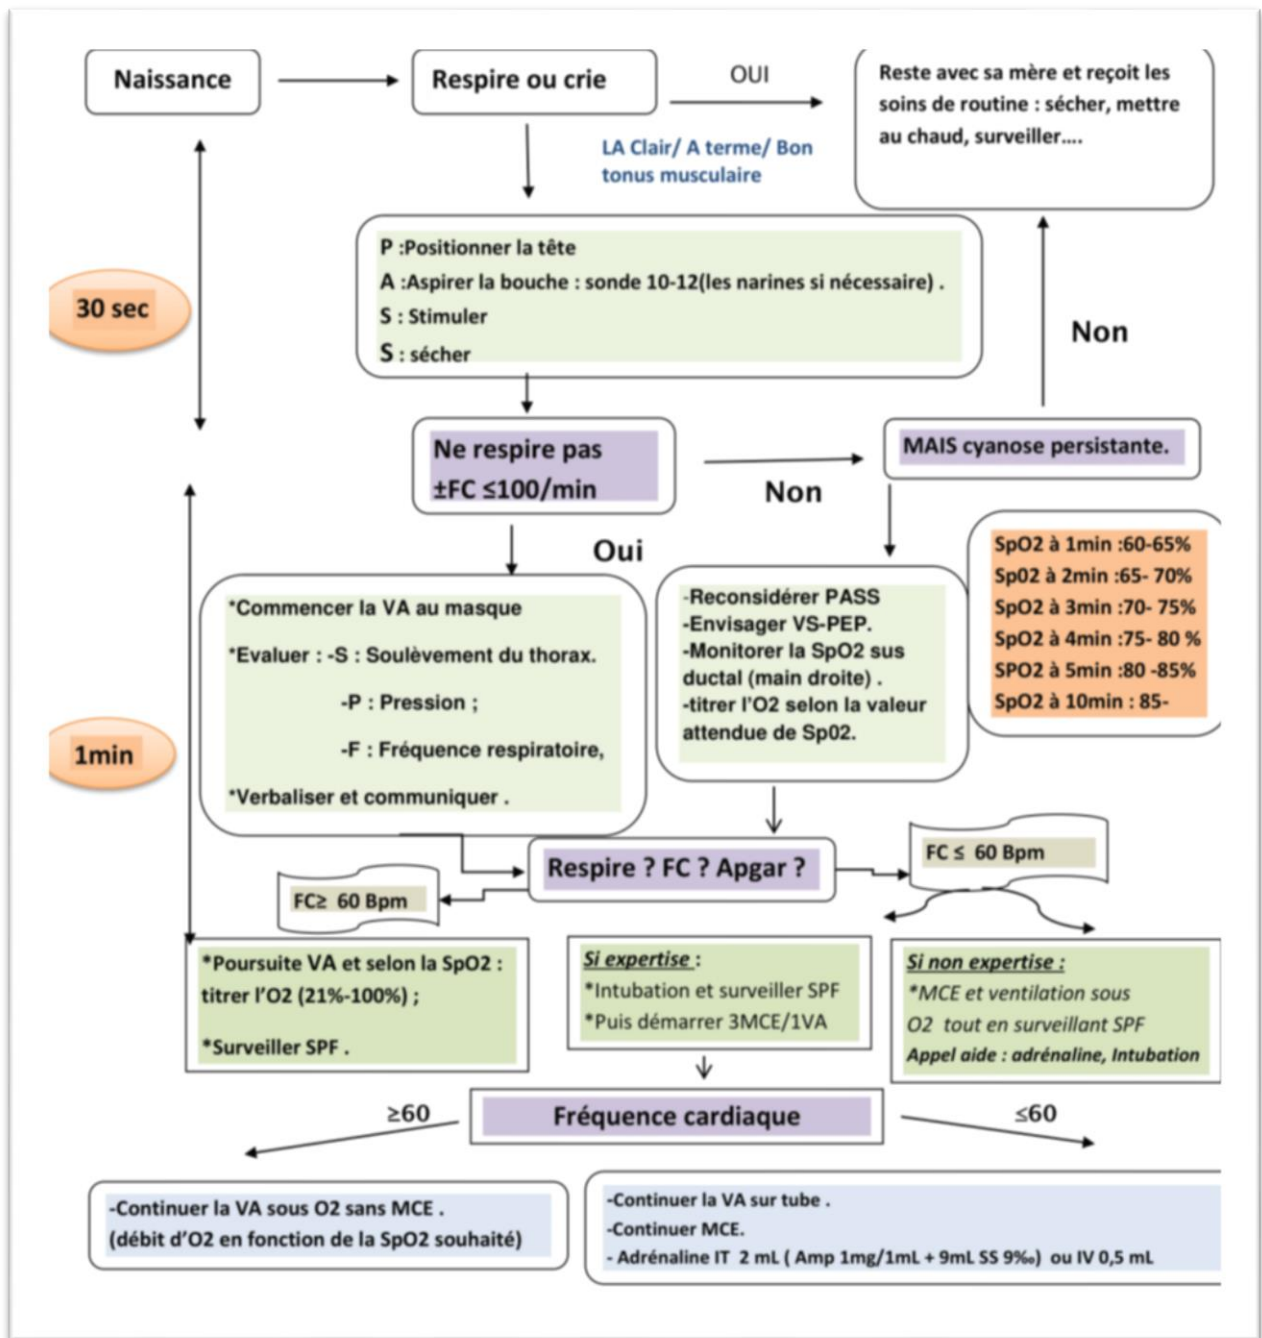 Naissance
Respire ou crie
OUI
Reste avec sa mère et reçoit les
soins de routine : sécher, mettre
au chaud, surveiller....
LA Clair/ A terme/ Bon
tonus musculaire
P :Positionner la tête
A :Aspirer la bouche : sonde 10-12(les narines si nécessaire) .
S : Stimuler
S : sécher
30 sec
Non
Ne respire pas
±FC ≤100/min
Non
MAIS cyanose persistante.
Oui
*Commencer la VA au masque
*Evaluer : -S : Soulèvement du thorax.
-P : Pression ;
-F : Fréquence respiratoire,
*Verbaliser et communiquer .
-Reconsidérer PASS
-Envisager VS-PEP.
-Monitorer la SpO2 sus
ductal (main droite) .
-titrer l'O2 selon la valeur
attendue de Sp02.
SpO2 à 1min :60-65%
Sp02 à 2min :65- 70%
SpO2 à 3min :70- 75%
SpO2 à 4min :75- 80 %
SPO2 à 5min :80 -85%
SpO2 à 10min : 85-
1min
Respire ? FC ? Apgar ?
FC ≤ 60 Bpm
FC≥ 60 Bpm
*Poursuite VA et selon la SpO2 :
titrer l'O2 (21%-100%) ;
*Surveiller SPF .
Si expertise :
*Intubation et surveiller SPF
*Puis démarrer 3MCE/1VA
Si non expertise :
*MCE et ventilation sous
O2 tout en surveillant SPF
Appel aide : adrénaline, Intubation
≥60
Fréquence cardiaque
≤60
-Continuer la VA sous O2 sans MCE .
(débit d'O2 en fonction de la SpO2 souhaité)
-Continuer la VA sur tube .
-Continuer MCE.
- Adrénaline IT 2 mL ( Amp 1mg/1mL + 9mL SS 9‰) ou IV 0,5 mL